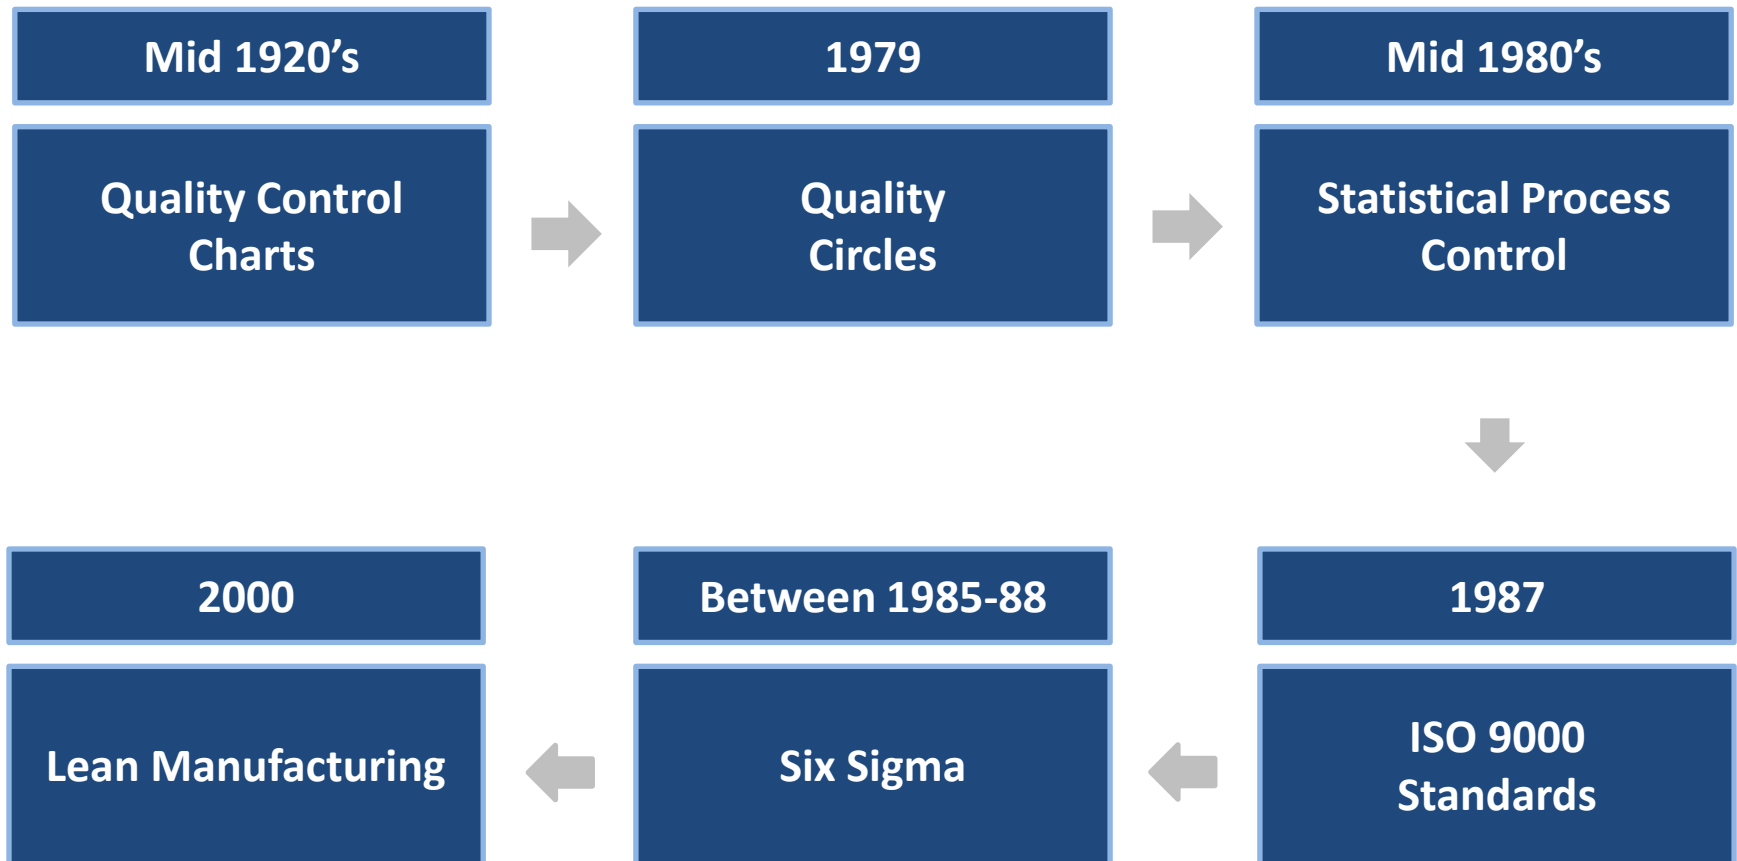 Mid 1920’s
Quality Control
Charts
1979
Quality
Circles
Mid 1980’s
Statistical Process
Control
1987
ISO 9000
Standards
Between 1985-88
Six Sigma
2000
Lean Manufacturing